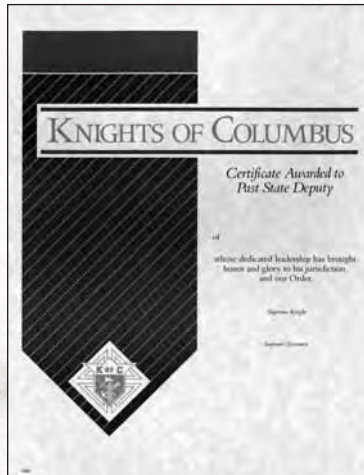 KNIGHTS OF COLUMBUS
Certificate Awarded to
Past State Deputy
of
whose dedicated leadership has brought
honor and glory to his jurisdiction
and our Order.
Supreme Knight
Supreme Secretary
K OF C